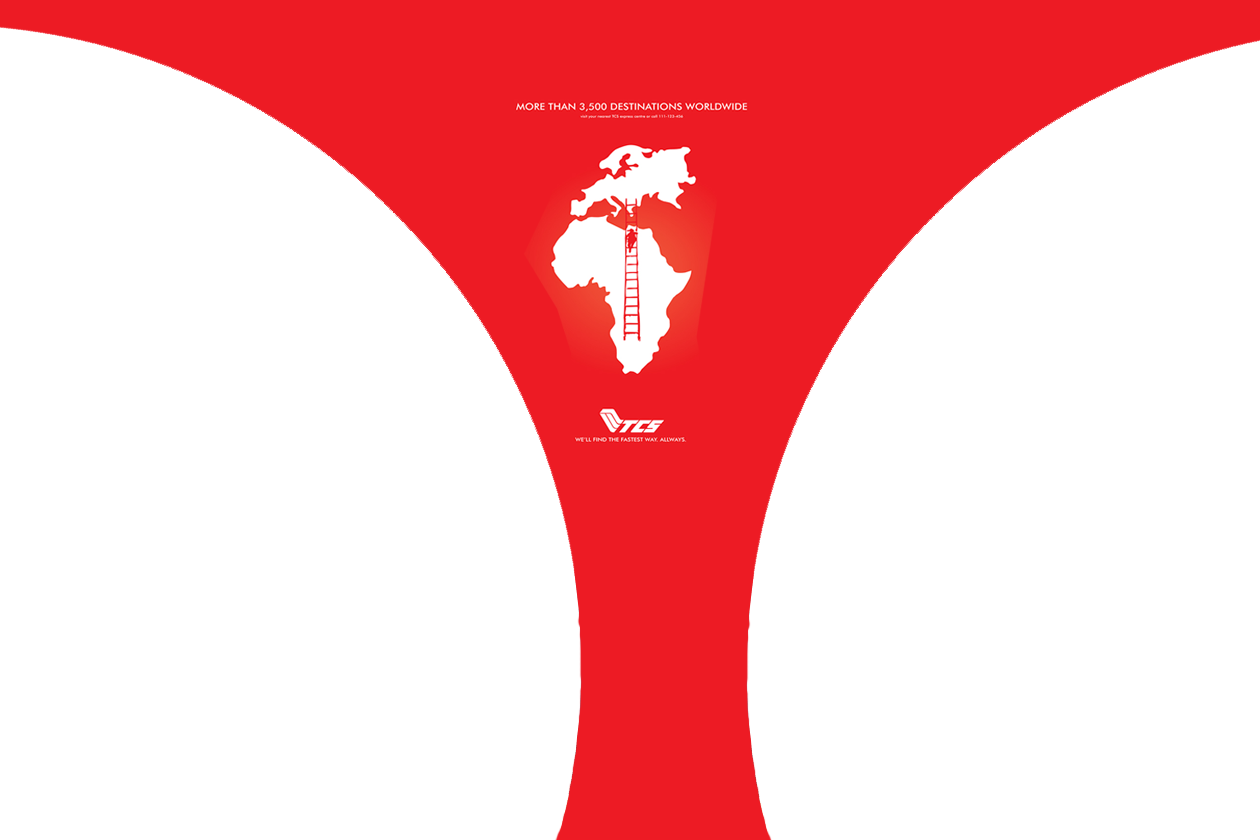 MORE THAN 3,500 DESTINATIONS WORLDWIDE
visit your nearest TCS express centre or call 111-123-456
TCS
WE'LL FIND THE FASTEST WAY. ALLWAYS.